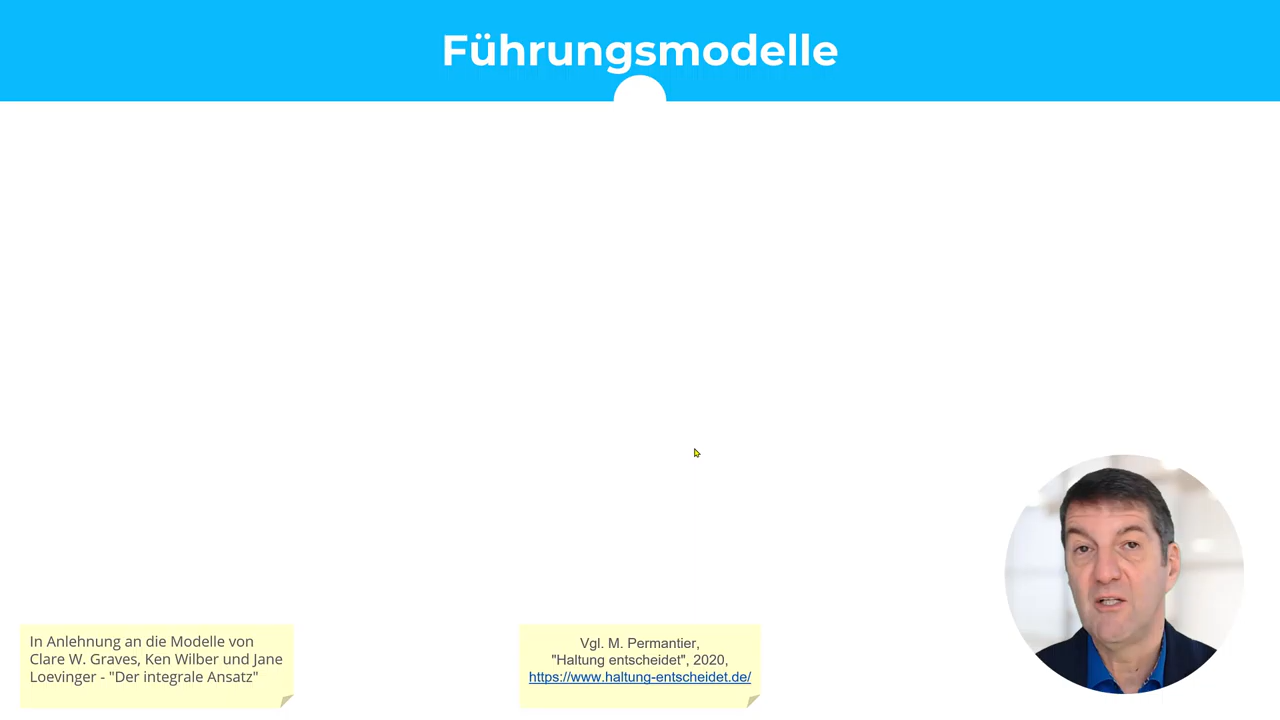 Führungsmodelle
In Anlehnung an die Modelle von
Clare W. Graves, Ken Wilber und Jane
Loevinger - "Der integrale Ansatz"
Vgl. M. Permantier,
"Haltung entscheidet", 2020,
https://www.haltung-entscheidet.de/